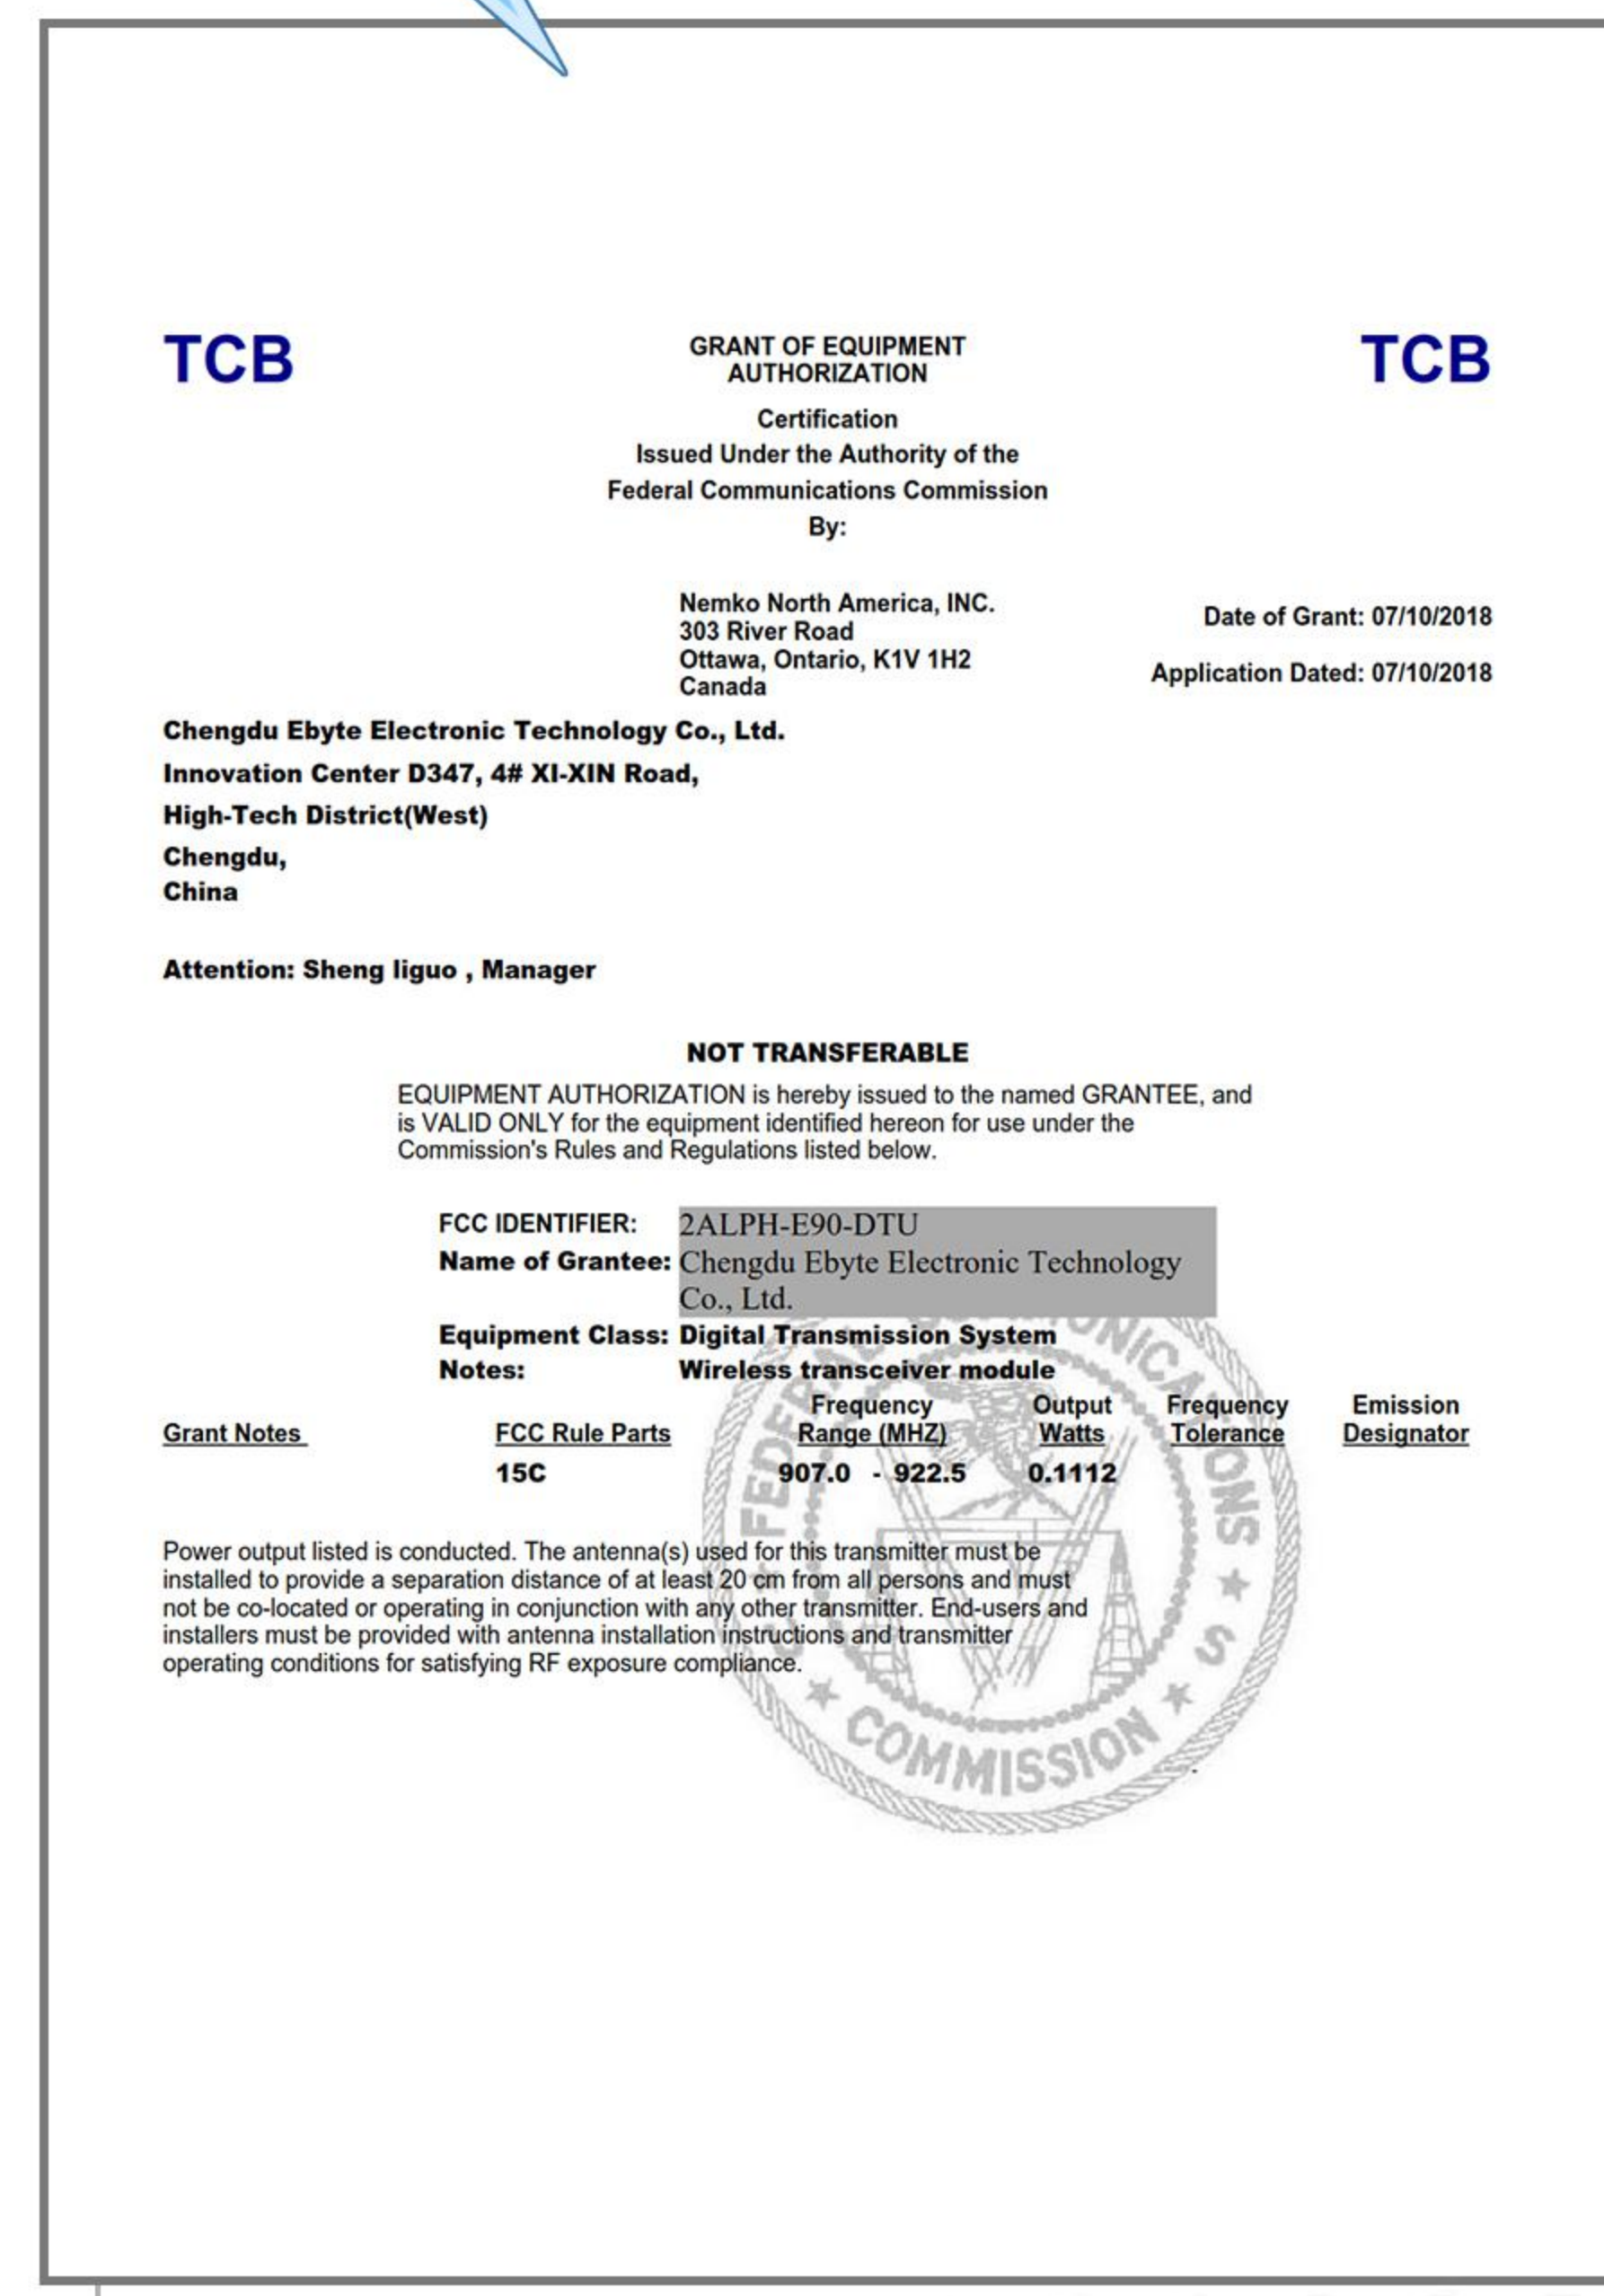 TCB
GRANT OF EQUIPMENT
AUTHORIZATION
TCB
Certification
Issued Under the Authority of the
Federal Communications Commission
By:
Nemko North America, INC.
303 River Road
Ottawa, Ontario, K1V 1H2
Canada
Date of Grant: 07/10/2018
Application Dated: 07/10/2018
Chengdu Ebyte Electronic Technology Co., Ltd.
Innovation Center D347, 4# XI-XIN Road,
High-Tech District(West)
Chengdu,
China
Attention: Sheng liguo , Manager
NOT TRANSFERABLE
EQUIPMENT AUTHORIZATION is hereby issued to the named GRANTEE, and
is VALID ONLY for the equipment identified hereon for use under the
Commission's Rules and Regulations listed below.
FCC IDENTIFIER: 2ALPH-E90-DTU
Name of Grantee: Chengdu Ebyte Electronic Technology
Co., Ltd.
Equipment Class: Digital Transmission System
Notes: Wireless transceiver module
Grant Notes FCC Rule Parts Frequency Range (MHZ) Output Watts Frequency Tolerance Emission Designator
15C 907.0 - 922.5 0.1112
Power output listed is conducted. The antenna(s) used for this transmitter must be
installed to provide a separation distance of at least 20 cm from all persons and must
not be co-located or operating in conjunction with any other transmitter. End-users and
installers must be provided with antenna installation instructions and transmitter
operating conditions for satisfying RF exposure compliance.
FEDERAL
COMMISSION